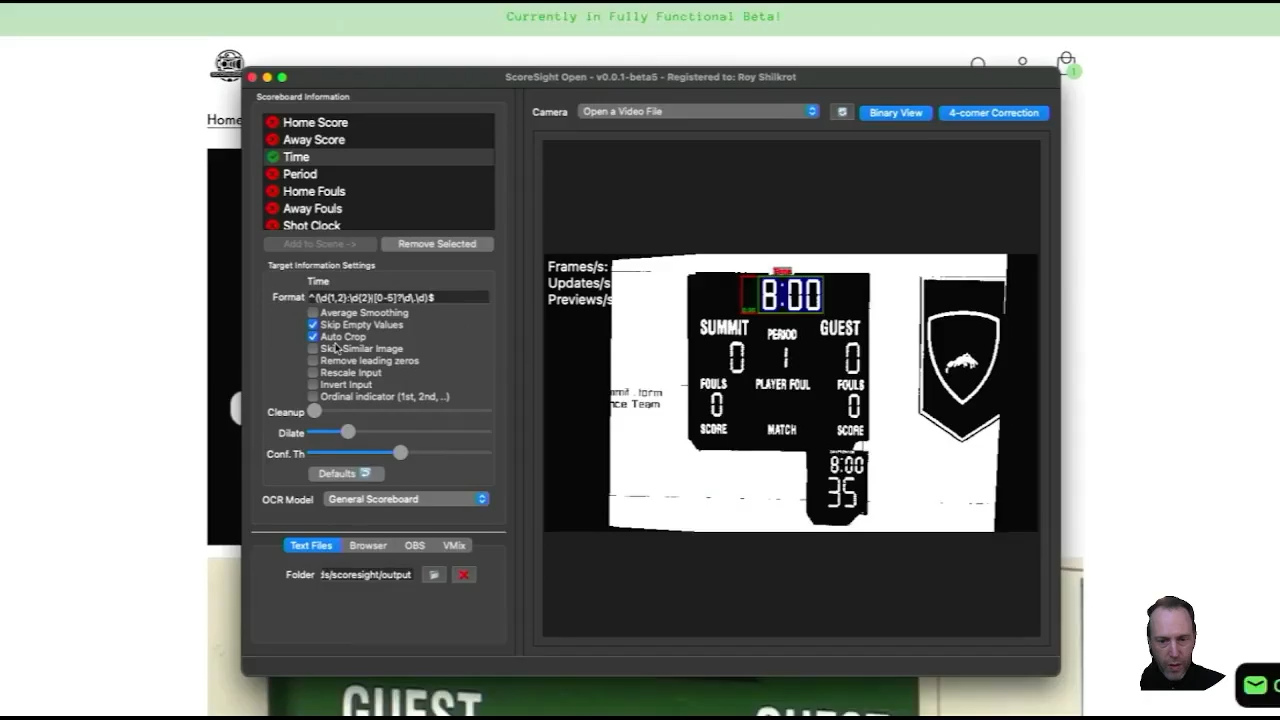 Currently in Fully Functional Beta!
ScoreSight Open - v0.0.1-beta5 - Registered to: Roy Shilkrot
Home
1
Scoreboard Information
Home Score
Away Score
Time
Period
Home Fouls
Away Fouls
Shot Clock
Add to Scene ->
Remove Selected
Target Information Settings
Time
Format ^(\d{1,2}:\d{2}|[0-5]?\d\.\d)$
Average Smoothing
Skip Empty Values
Auto Crop
Skip Similar Image
Remove leading zeros
Rescale Input
Invert Input
Ordinal indicator (1st, 2nd, ..)
Cleanup
Dilate
Conf. Th
Defaults
OCR Model General Scoreboard
Text Files Browser OBS VMix
Folder ds/scoresight/output
Camera Open a Video File Binary View 4-corner Correction
Frames/s:
Updates/s:
Previews/s
8:00
SUMMIT PERIOD GUEST
0 1 0
FOULS PLAYER FOUL FOULS
0 0
SCORE MATCH SCORE
8:00
35
nce Team
GUEST